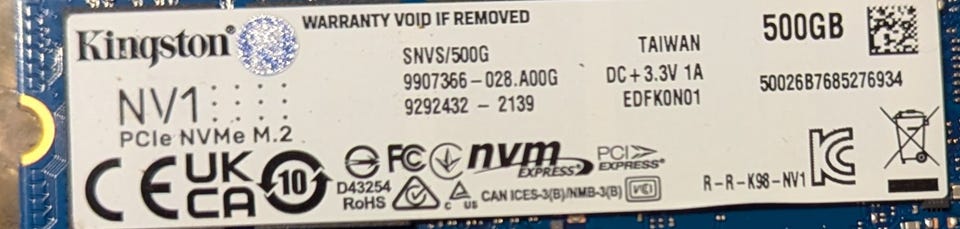 WARRANTY VOID IF REMOVED
Kingston
NV1
PCIe NVMe M.2
SNVS/500G
9907366-028.A00G
9292432 - 2139
TAIWAN
DC+3.3V 1A
EDFK0N01
500GB
50026B7685276934
CE
UK
CA
10
D43254
RoHS
FC
nvm
EXPRESS
PCI
EXPRESS
C US
CAN ICES-3(B)/NMB-3(B)
VCI
R-R-K98-NV1